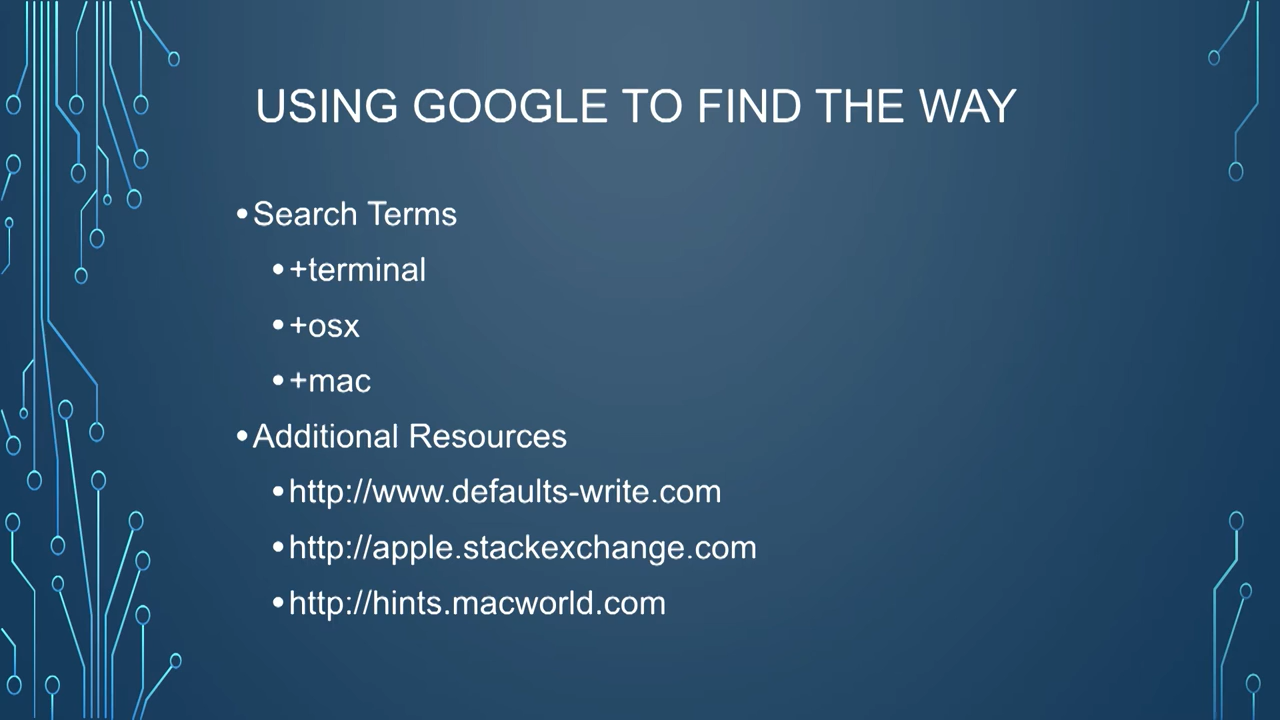 USING GOOGLE TO FIND THE WAY
•Search Terms
•+terminal
•+osx
•+mac
•Additional Resources
•http://www.defaults-write.com
•http://apple.stackexchange.com
•http://hints.macworld.com